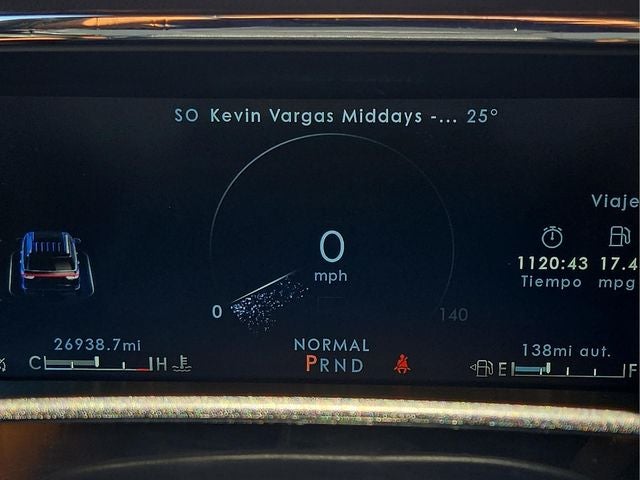 SO Kevin Vargas Middays -... 25°
Viaje
0
mph
1120:43 17.4
Tiempo mpg
0 140
26938.7mi
C H
NORMAL
PRND
138mi aut.
E F